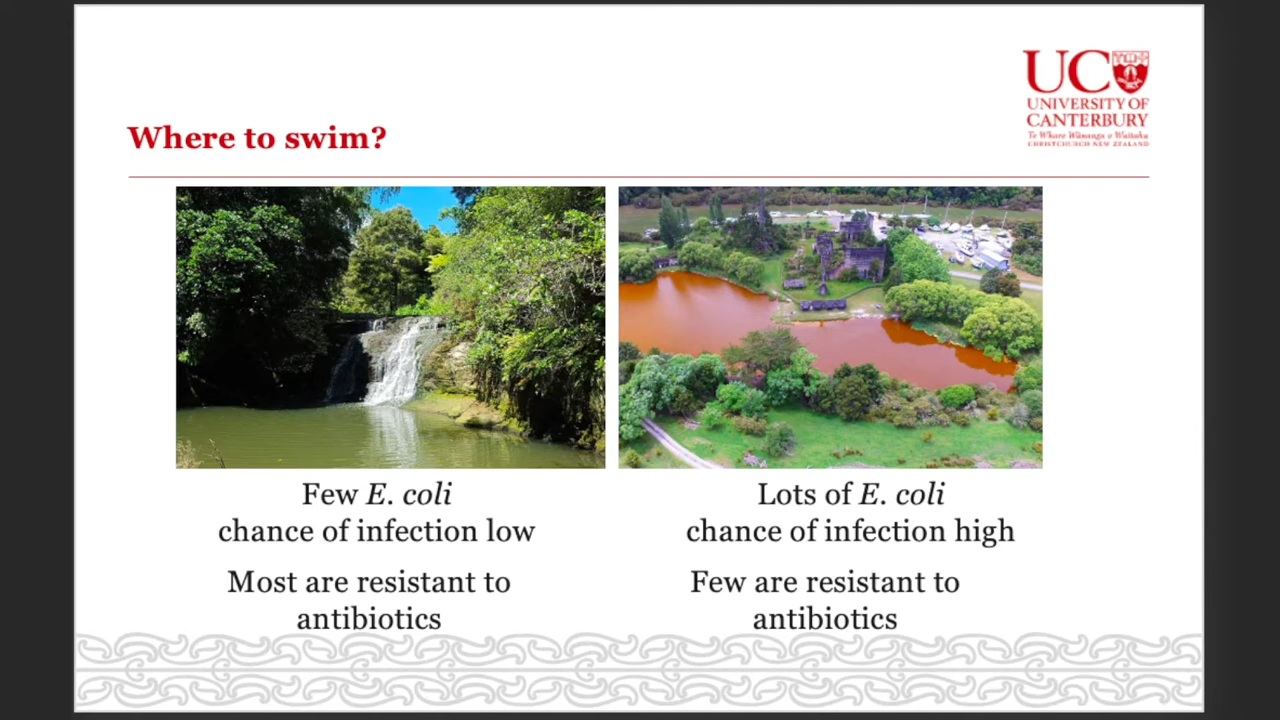 UC
UNIVERSITY OF
CANTERBURY
Te Whare Wānanga o Waitaha
CHRISTCHURCH NEW ZEALAND
Where to swim?
Few E. coli
chance of infection low
Most are resistant to
antibiotics
Lots of E. coli
chance of infection high
Few are resistant to
antibiotics